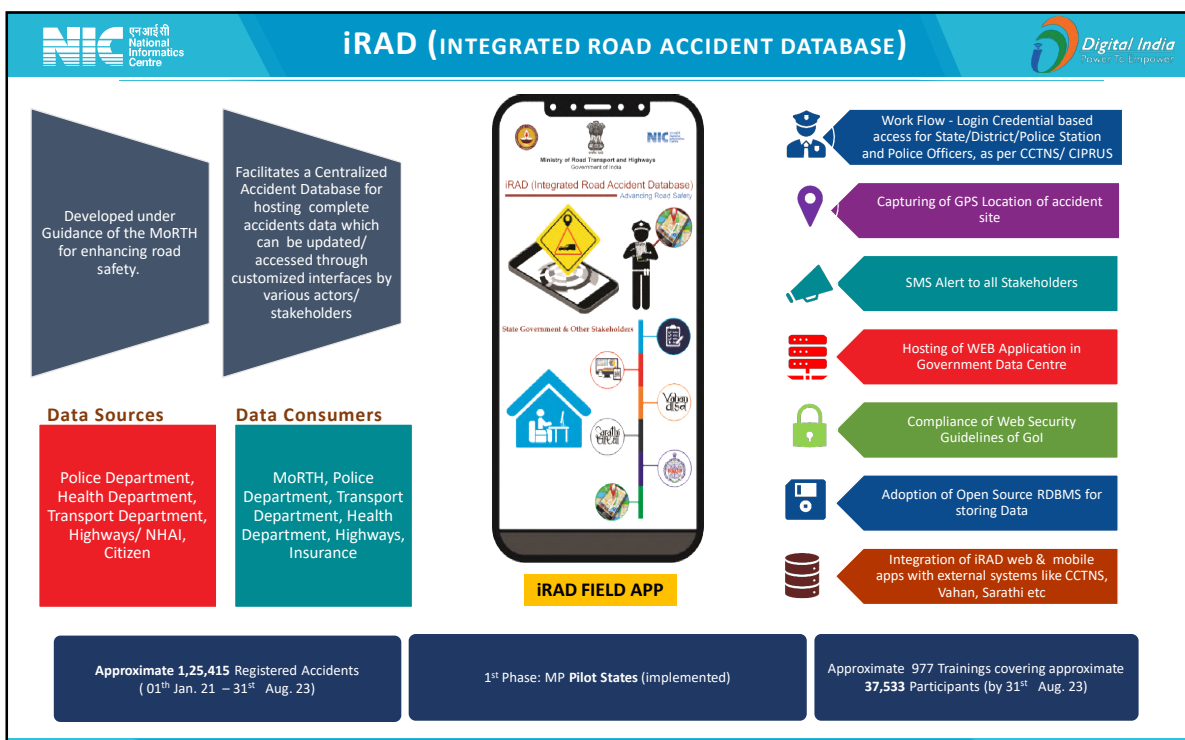 एनआईसी
NIC National
Informatics
Centre
iRAD (INTEGRATED ROAD ACCIDENT DATABASE)
Digital India
Power To Empower
Developed under
Guidance of the MoRTH
for enhancing road
safety.
Facilitates a Centralized
Accident Database for
hosting complete
accidents data which
can be updated/
accessed through
customized interfaces by
various actors/
stakeholders
Data Sources
Police Department,
Health Department,
Transport Department,
Highways/ NHAI,
Citizen
Data Consumers
MoRTH, Police
Department, Transport
Department, Health
Department, Highways,
Insurance
NIC
Ministry of Road Transport and Highways
Government of India
iRAD (Integrated Road Accident Database)
Advancing Road Safety
State Government & Other Stakeholders
Vahan
Sarathi
iRAD FIELD APP
Work Flow - Login Credential based
access for State/District/Police Station
and Police Officers, as per CCTNS/ CIPRUS
Capturing of GPS Location of accident
site
SMS Alert to all Stakeholders
Hosting of WEB Application in
Government Data Centre
Compliance of Web Security
Guidelines of GoI
Adoption of Open Source RDBMS for
storing Data
Integration of iRAD web & mobile
apps with external systems like CCTNS,
Vahan, Sarathi etc
Approximate 1,25,415 Registered Accidents
( 01th Jan. 21 – 31st Aug. 23)
1st Phase: MP Pilot States (implemented)
Approximate 977 Trainings covering approximate
37,533 Participants (by 31st Aug. 23)